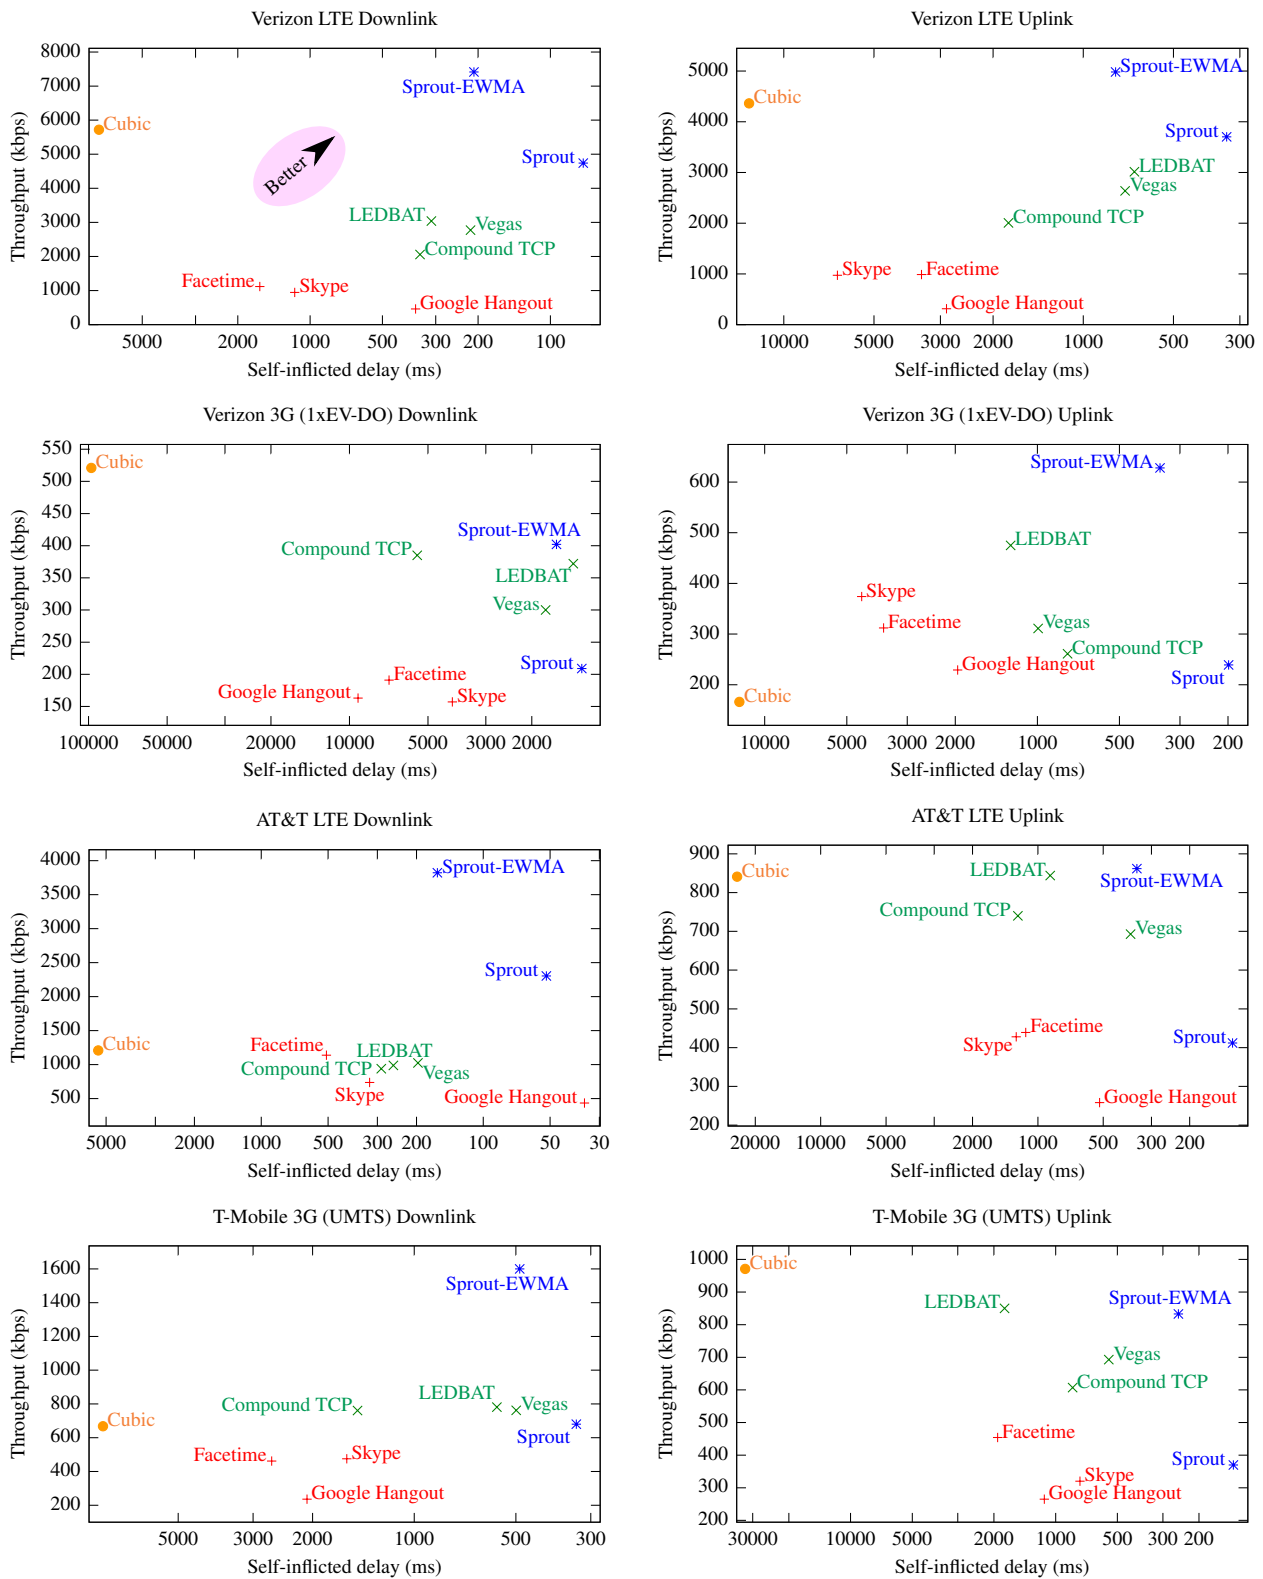 Verizon LTE Downlink
Throughput (kbps)
8000
7000
6000
5000
4000
3000
2000
1000
0
Sprout-EWMA
Cubic
Better
Sprout
LEDBAT
Vegas
Compound TCP
Facetime
Skype
Google Hangout
5000 2000 1000 500 300 200 100
Self-inflicted delay (ms)
Verizon LTE Uplink
Throughput (kbps)
5000
4000
3000
2000
1000
0
Sprout-EWMA
Cubic
Sprout
LEDBAT
Vegas
Compound TCP
Skype
Facetime
Google Hangout
10000 5000 3000 2000 1000 500 300
Self-inflicted delay (ms)
Verizon 3G (1xEV-DO) Downlink
Throughput (kbps)
550
500
450
400
350
300
250
200
150
Cubic
Sprout-EWMA
Compound TCP
LEDBAT
Vegas
Sprout
Facetime
Google Hangout
Skype
100000 50000 20000 10000 5000 3000 2000
Self-inflicted delay (ms)
Verizon 3G (1xEV-DO) Uplink
Throughput (kbps)
600
500
400
300
200
Sprout-EWMA
LEDBAT
Skype
Facetime
Vegas
Compound TCP
Google Hangout
Sprout
Cubic
10000 5000 3000 2000 1000 500 300 200
Self-inflicted delay (ms)
AT&T LTE Downlink
Throughput (kbps)
4000
3500
3000
2500
2000
1500
1000
500
Sprout-EWMA
Sprout
Cubic
Facetime
LEDBAT
Compound TCP
Vegas
Skype
Google Hangout
5000 2000 1000 500 300 200 100 50 30
Self-inflicted delay (ms)
AT&T LTE Uplink
Throughput (kbps)
900
800
700
600
500
400
300
200
Cubic
LEDBAT
Sprout-EWMA
Compound TCP
Vegas
Facetime
Skype
Sprout
Google Hangout
20000 10000 5000 2000 1000 500 300 200
Self-inflicted delay (ms)
T-Mobile 3G (UMTS) Downlink
Throughput (kbps)
1600
1400
1200
1000
800
600
400
200
Sprout-EWMA
LEDBAT
Compound TCP
Vegas
Cubic
Sprout
Facetime
Skype
Google Hangout
5000 3000 2000 1000 500 300
Self-inflicted delay (ms)
T-Mobile 3G (UMTS) Uplink
Throughput (kbps)
1000
900
800
700
600
500
400
300
200
Cubic
LEDBAT
Sprout-EWMA
Vegas
Compound TCP
Facetime
Sprout
Skype
Google Hangout
30000 10000 5000 2000 1000 500 300 200
Self-inflicted delay (ms)